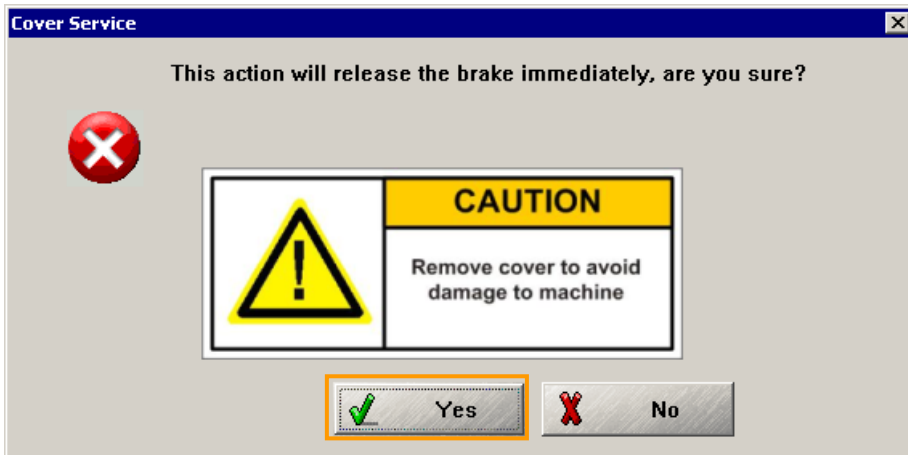 Cover Service
This action will release the brake immediately, are you sure?
CAUTION
Remove cover to avoid
damage to machine
Yes
No